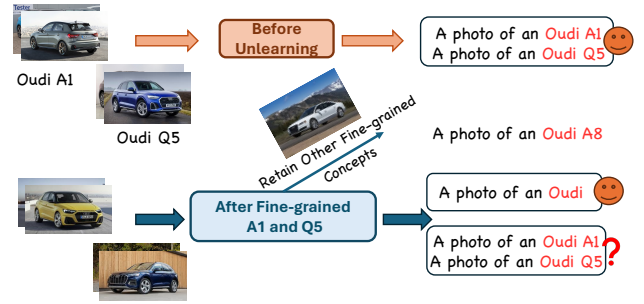 Tester
Before
Unlearning
A photo of an Oudi A1
A photo of an Oudi Q5
Oudi A1
Oudi Q5
Retain Other Fine-grained
Concepts
A photo of an Oudi A8
After Fine-grained
A1 and Q5
A photo of an Oudi
A photo of an Oudi A1
A photo of an Oudi Q5
?